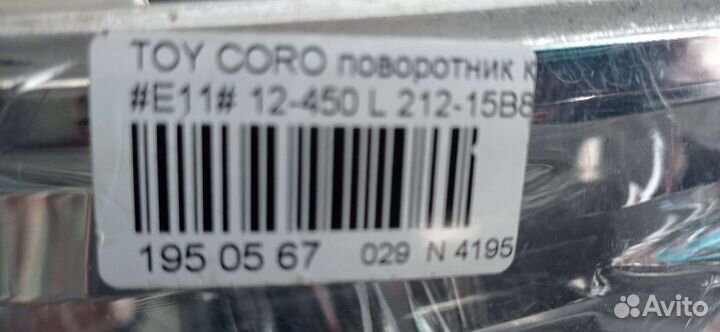 TOY CORO поворотник к
#E11# 12-450 L 212-15B8
195 05 67 029 N 4195
Avito